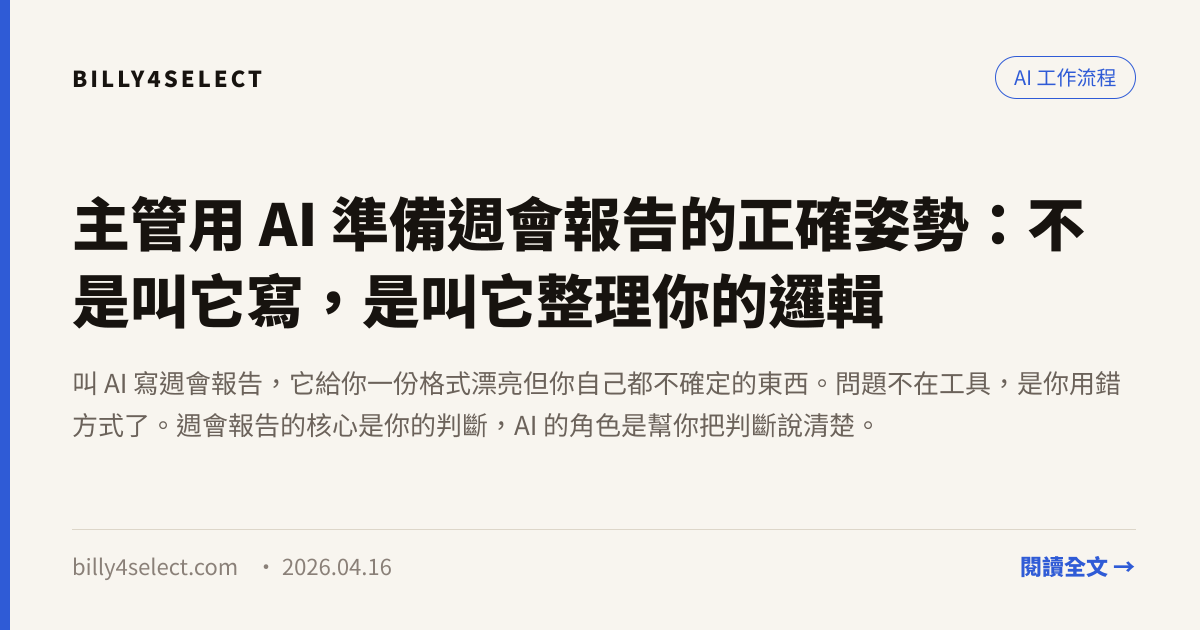 BILLY4SELECT
AI 工作流程
主管用 AI 準備週會報告的正確姿勢：不
是叫它寫，是叫它整理你的邏輯
叫 AI 寫週會報告，它給你一份格式漂亮但你自己都不確定的東西。問題不在工具，是你用錯
方式了。週會報告的核心是你的判斷，AI 的角色是幫你把判斷說清楚。
billy4select.com ・ 2026.04.16
閱讀全文 →